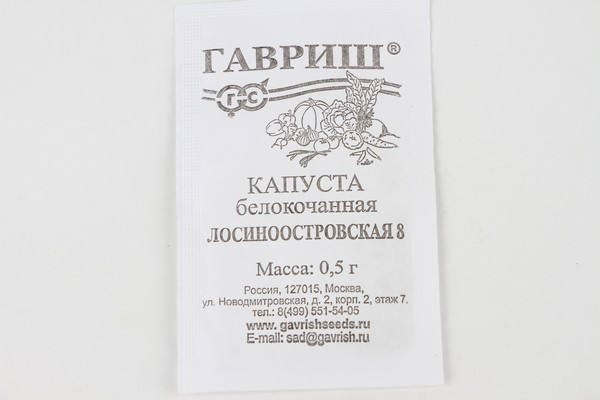 ГАВРИШ®
ГС
КАПУСТА
белокочанная
ЛОСИНООСТРОВСКАЯ 8
Масса: 0,5 г
Россия, 127015, Москва,
ул. Новодмитровская, д. 2, корп. 2, этаж 7,
тел.: 8(499) 551-54-05
www. gavrishseeds.ru
E-mail: sad@gavrish.ru